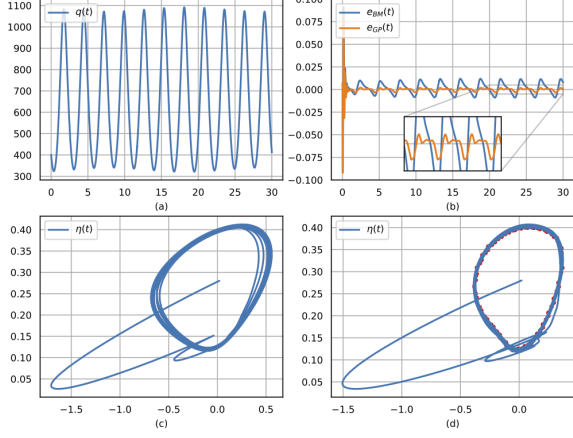 1100
1000
900
800
700
600
500
400
300
q(t)
0 5 10 15 20 25 30
(a)
0.100
0.075
0.050
0.025
0.000
−0.025
−0.050
−0.075
−0.100
e_BM(t)
e_GP(t)
0 5 10 15 20 25 30
(b)
0.40
0.35
0.30
0.25
0.20
0.15
0.10
0.05
η(t)
−1.5 −1.0 −0.5 0.0 0.5
(c)
0.40
0.35
0.30
0.25
0.20
0.15
0.10
0.05
η(t)
−1.5 −1.0 −0.5 0.0
(d)